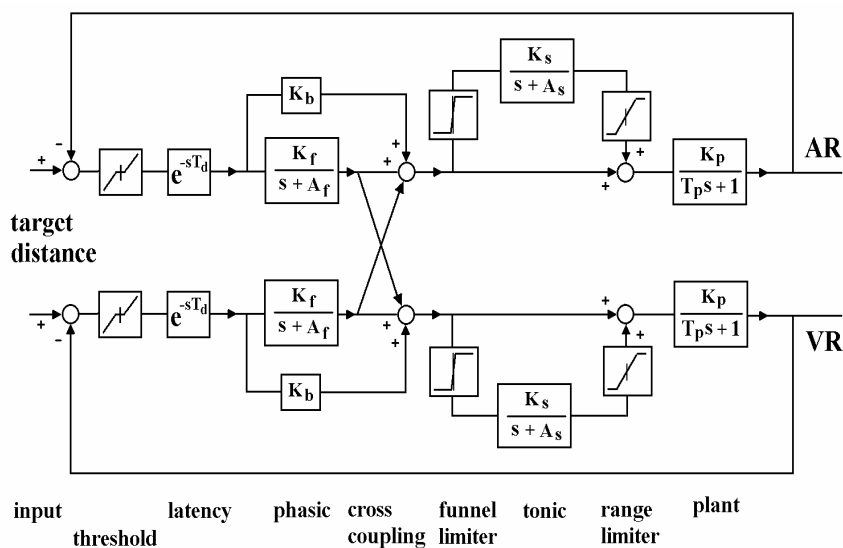 K_s
s + A_s
K_b
+
−
+
+
+
e^{-sT_d}
K_f
s + A_f
+
K_p
T_p s + 1
AR
target
distance
+
−
e^{-sT_d}
K_f
s + A_f
+
+
+
+
+
K_p
T_p s + 1
VR
K_b
K_s
s + A_s
input
threshold
latency
phasic
cross
coupling
funnel
limiter
tonic
range
limiter
plant